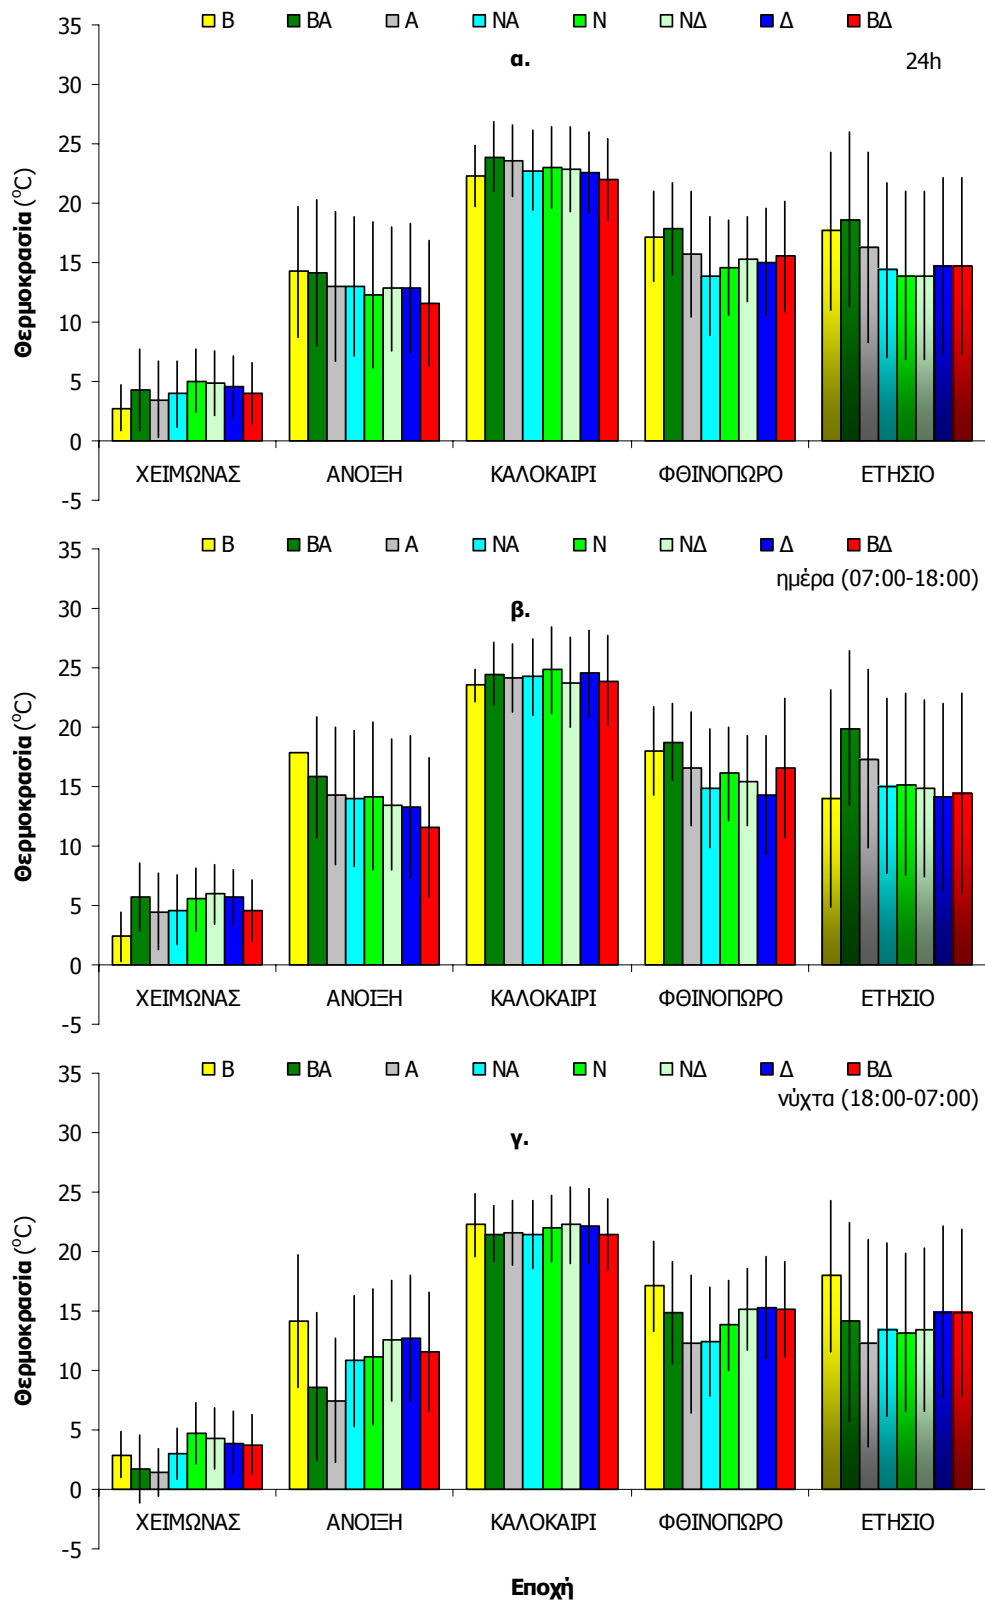 35
Β ΒΑ Α ΝΑ Ν ΝΔ Δ ΒΔ
α.
24h
30
25
20
15
10
5
0
-5
Θερμοκρασία (°C)
ΧΕΙΜΩΝΑΣ ΑΝΟΙΞΗ ΚΑΛΟΚΑΙΡΙ ΦΘΙΝΟΠΩΡΟ ΕΤΗΣΙΟ
35
Β ΒΑ Α ΝΑ Ν ΝΔ Δ ΒΔ
ημέρα (07:00-18:00)
β.
30
25
20
15
10
5
0
-5
Θερμοκρασία (°C)
ΧΕΙΜΩΝΑΣ ΑΝΟΙΞΗ ΚΑΛΟΚΑΙΡΙ ΦΘΙΝΟΠΩΡΟ ΕΤΗΣΙΟ
35
Β ΒΑ Α ΝΑ Ν ΝΔ Δ ΒΔ
νύχτα (18:00-07:00)
γ.
30
25
20
15
10
5
0
-5
Θερμοκρασία (°C)
ΧΕΙΜΩΝΑΣ ΑΝΟΙΞΗ ΚΑΛΟΚΑΙΡΙ ΦΘΙΝΟΠΩΡΟ ΕΤΗΣΙΟ
Εποχή